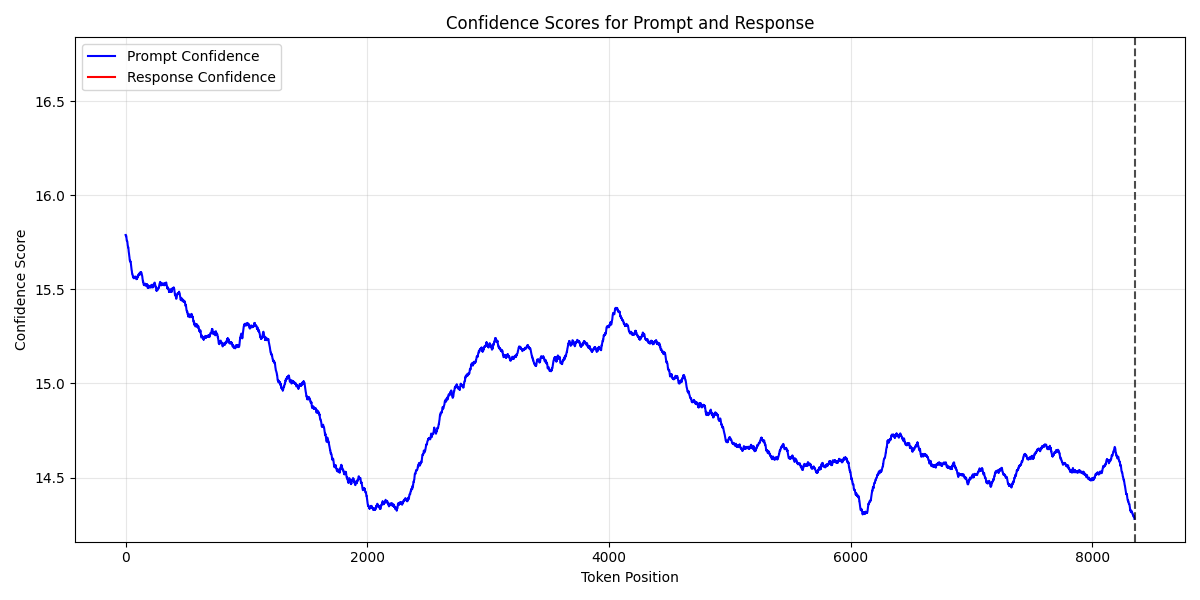 Confidence Scores for Prompt and Response
Prompt Confidence
Response Confidence
Confidence Score
16.5
16.0
15.5
15.0
14.5
0 2000 4000 6000 8000
Token Position